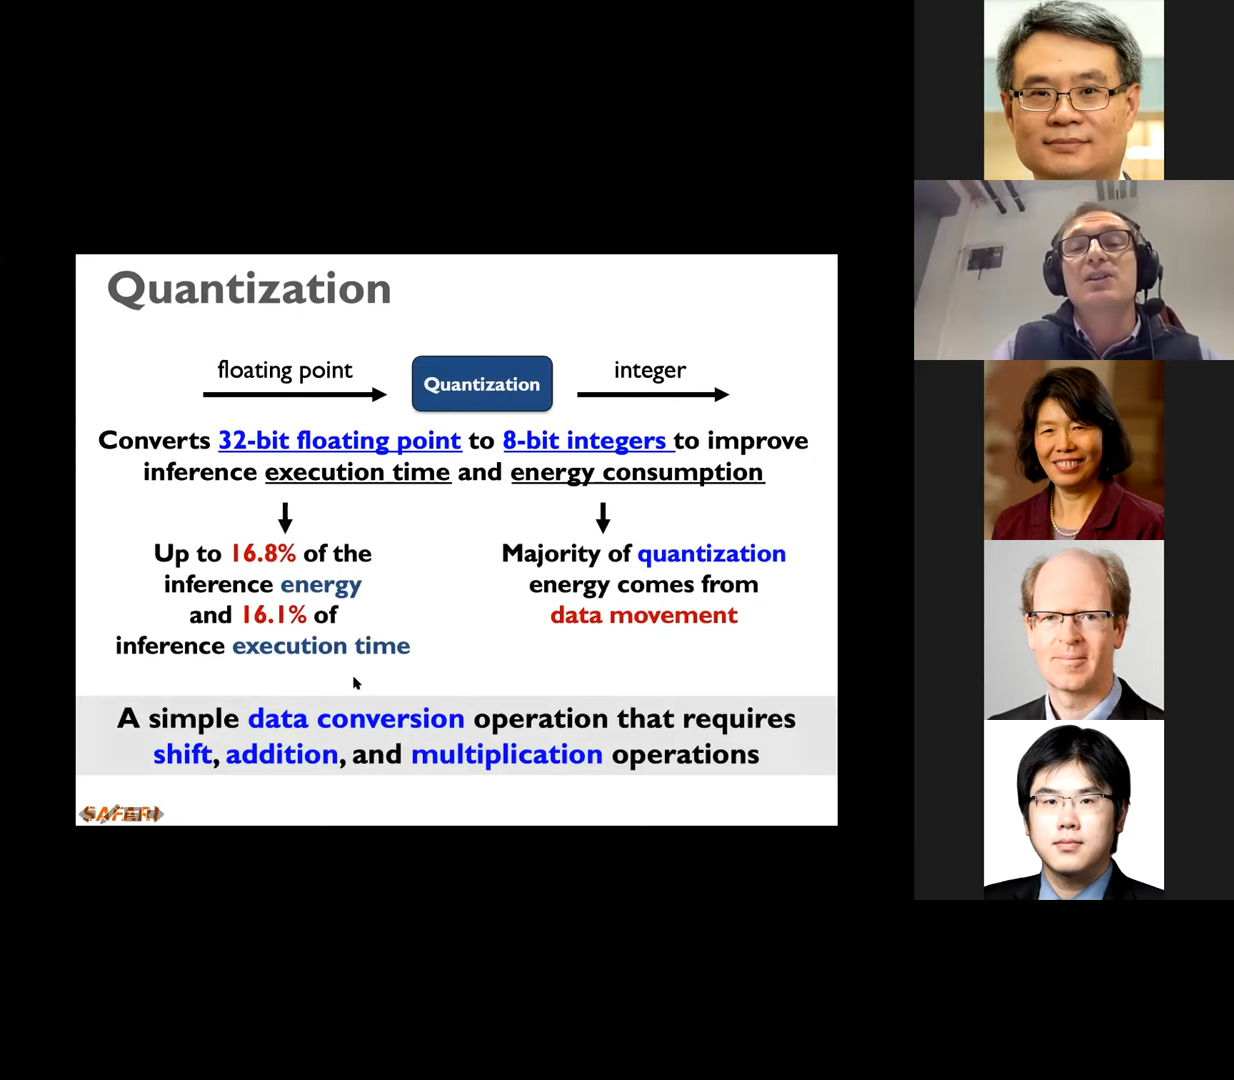 Quantization
floating point
Quantization
integer
Converts 32-bit floating point to 8-bit integers to improve
inference execution time and energy consumption
Up to 16.8% of the
inference energy
and 16.1% of
inference execution time
Majority of quantization
energy comes from
data movement
A simple data conversion operation that requires
shift, addition, and multiplication operations
SAFARI